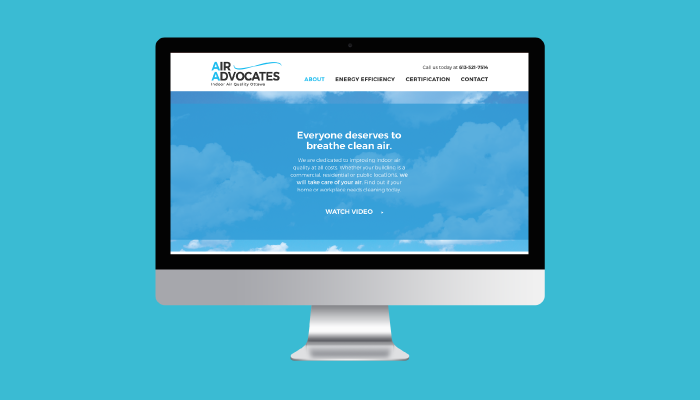 AIR
ADVOCATES
Indoor Air Quality Ottawa
Call us today at 613-521-7514
ABOUT ENERGY EFFICIENCY CERTIFICATION CONTACT
Everyone deserves to
breathe clean air.
We are dedicated to improving indoor air
quality at all costs. Whether your building is a
commercial, residential or public locations, we
will take care of your air. Find out if your
home or workplace needs cleaning today.
WATCH VIDEO